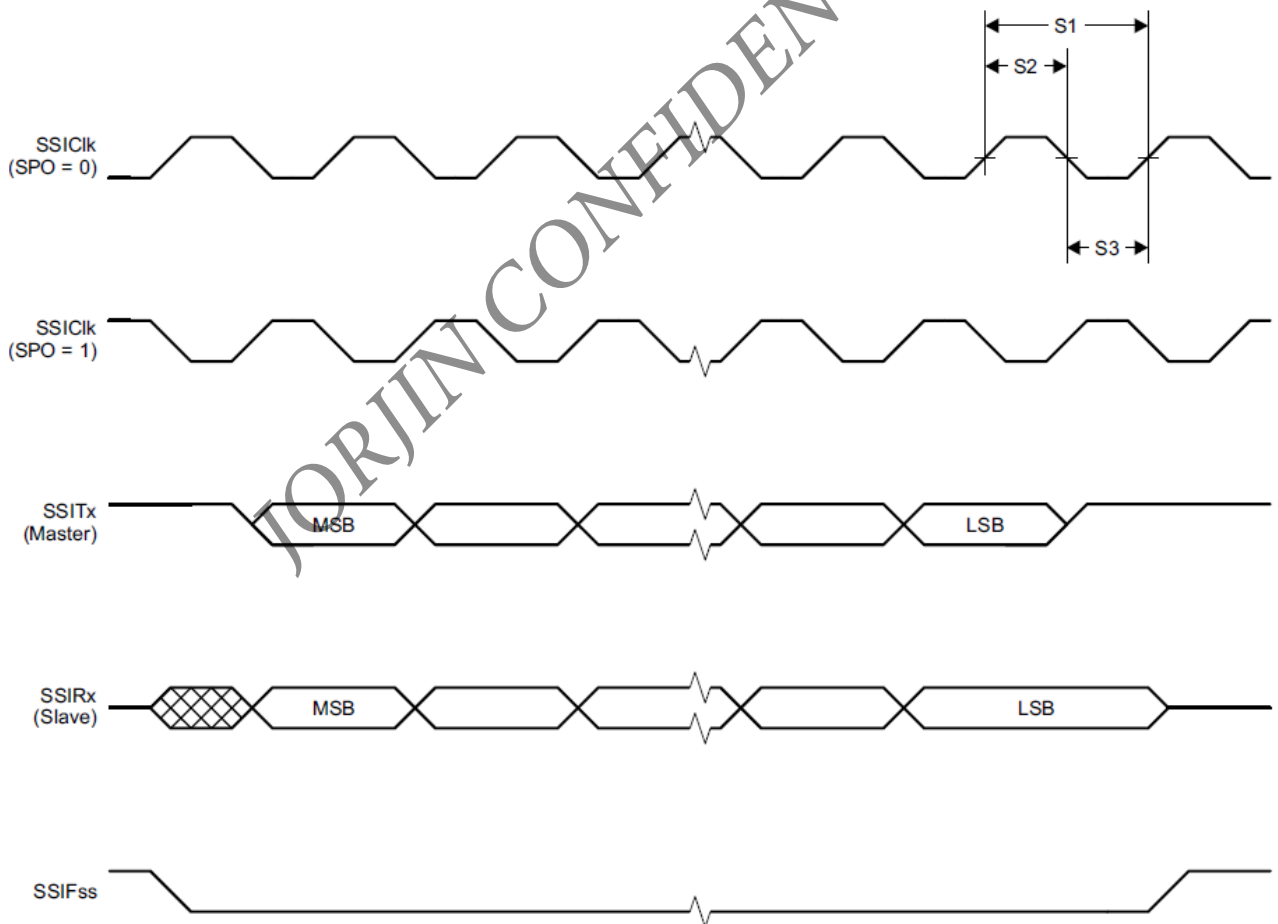 S1
S2
SSIClk
(SPO = 0)
S3
SSIClk
(SPO = 1)
SSITx
(Master)
MSB
LSB
SSIRx
(Slave)
MSB
LSB
SSIFss
JORJIN CONFIDEN